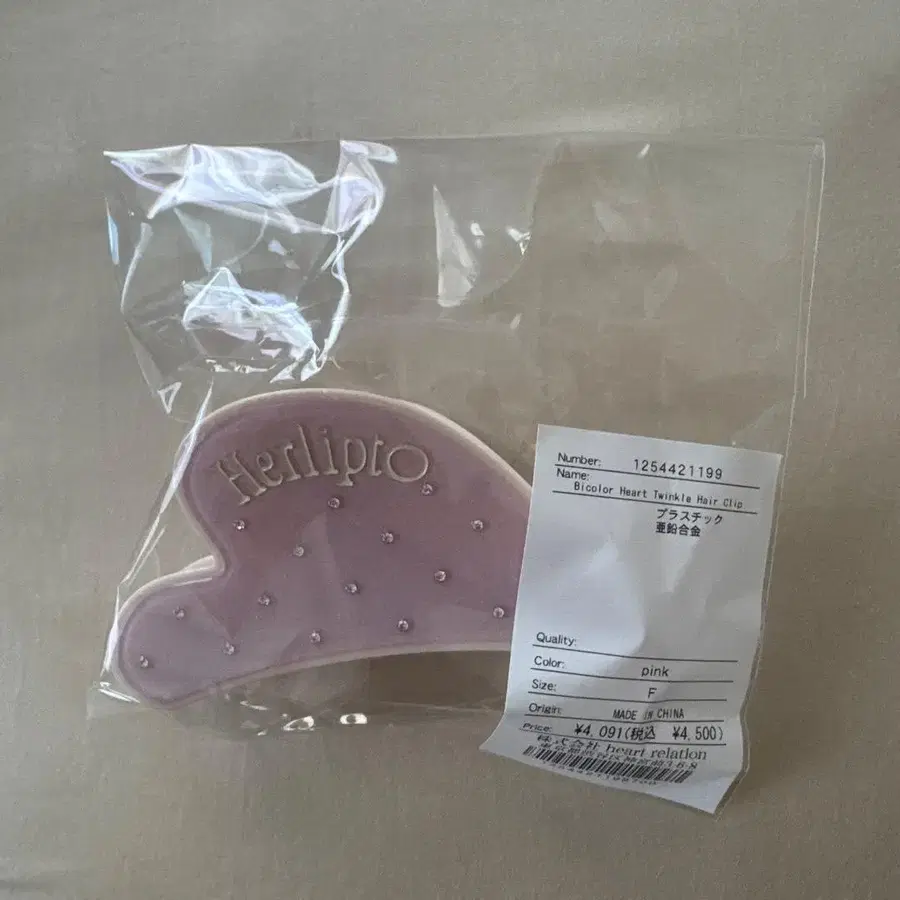 Herlipto
Number: 1254421199
Name:
Bicolor Heart Twinkle Hair Clip
プラスチック
亜鉛合金
Quality:
Color: pink
Size: F
Origin: MADE IN CHINA
Price: ¥4,091(税込 ¥4,500)
株式会社 heart relation